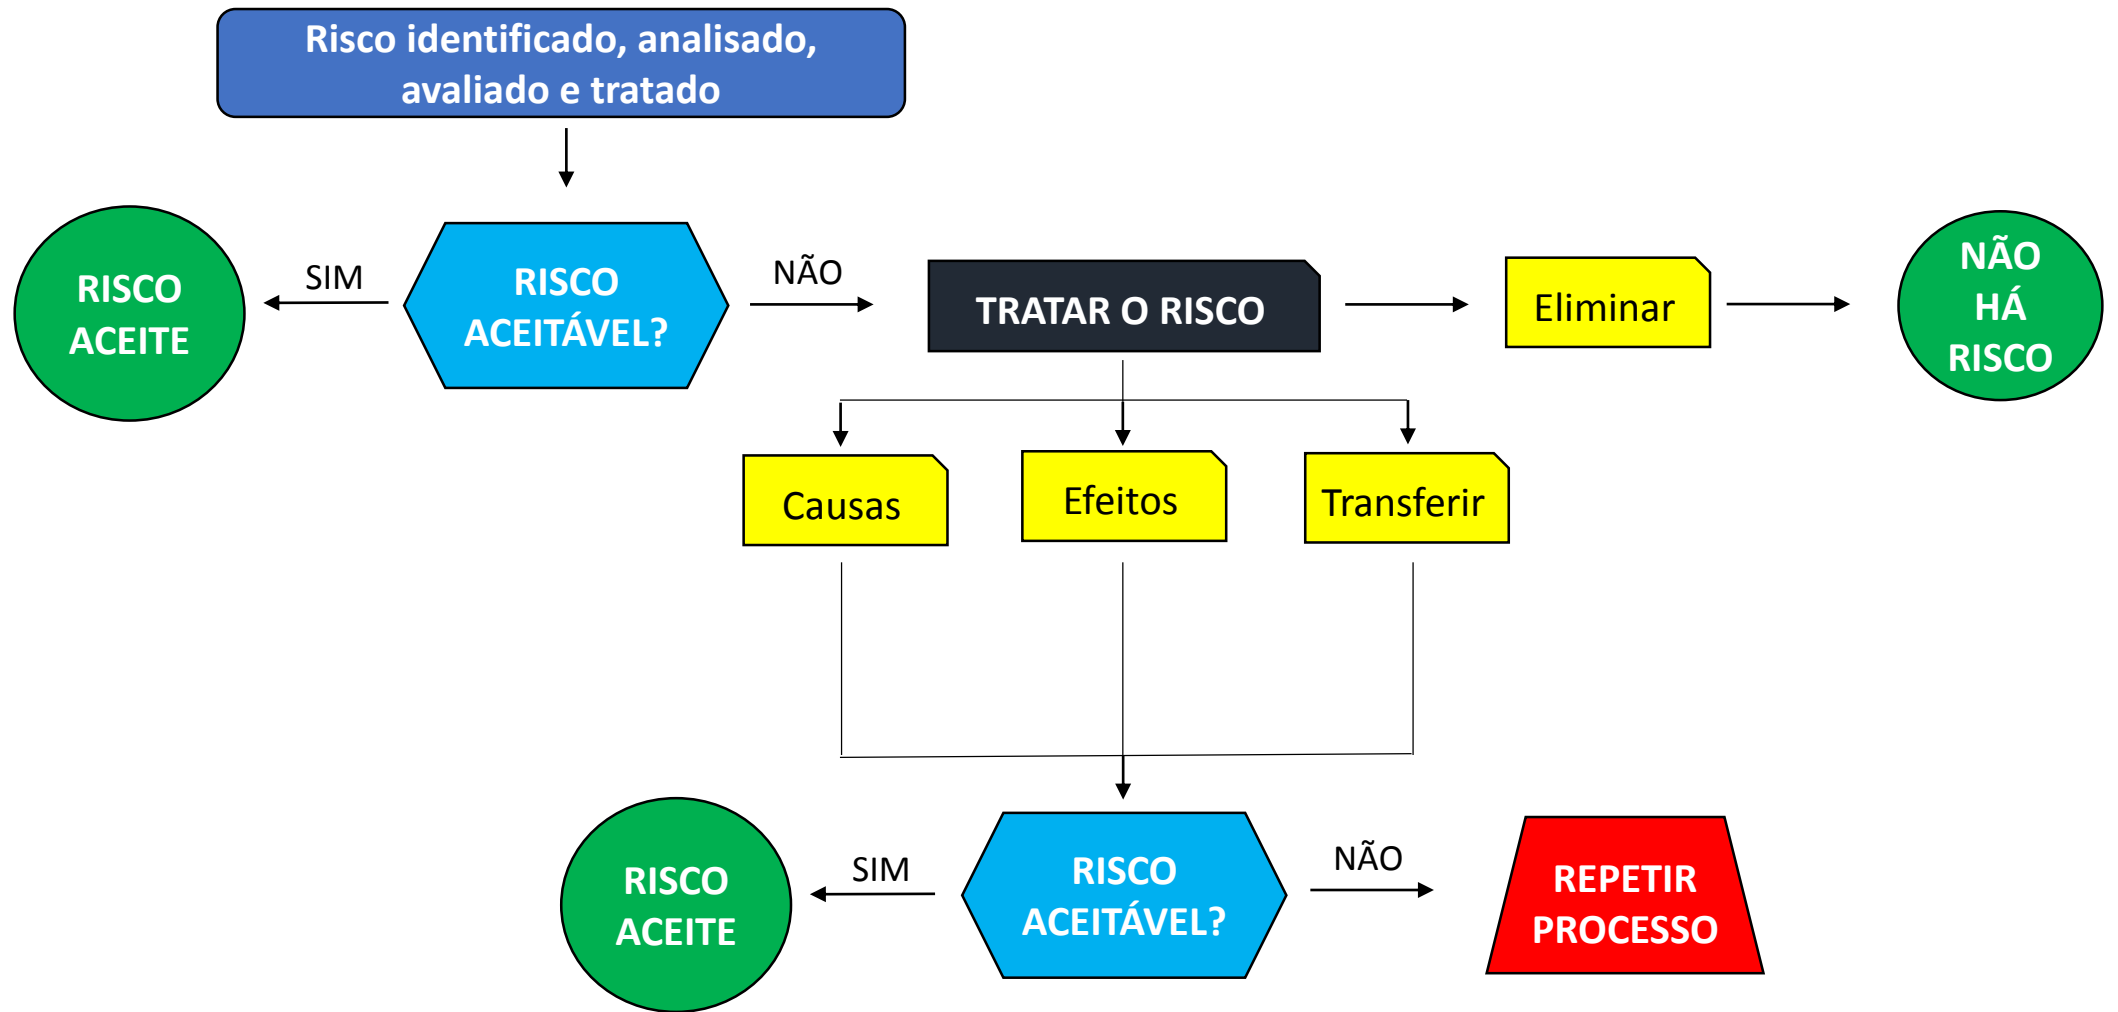 Risco identificado, analisado,
avaliado e tratado
RISCO
ACEITE
SIM
RISCO
ACEITÁVEL?
NÃO
TRATAR O RISCO
Eliminar
NÃO
HÁ
RISCO
Causas
Efeitos
Transferir
RISCO
ACEITE
SIM
RISCO
ACEITÁVEL?
NÃO
REPETIR
PROCESSO